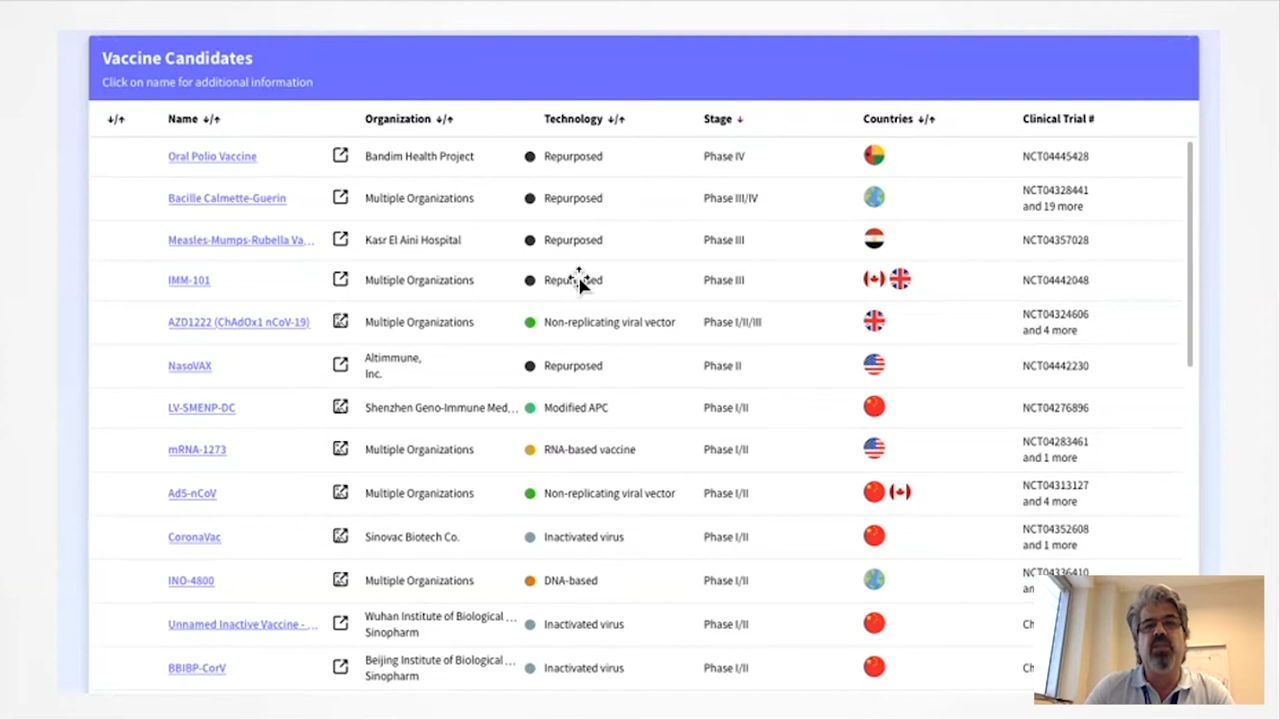 Vaccine Candidates
Click on name for additional information
↓/↑ Name ↓/↑ Organization ↓/↑ Technology ↓/↑ Stage ↓ Countries ↓/↑ Clinical Trial #
Oral Polio Vaccine Bandim Health Project Repurposed Phase IV NCT04445428
Bacille Calmette-Guerin Multiple Organizations Repurposed Phase III/IV NCT04328441
and 19 more
Measles-Mumps-Rubella Va... Kasr El Aini Hospital Repurposed Phase III NCT04357028
IMM-101 Multiple Organizations Repurposed Phase III NCT04442048
AZD1222 (ChAdOx1 nCoV-19) Multiple Organizations Non-replicating viral vector Phase I/II/III NCT04324606
and 4 more
NasoVAX Altimmune,
Inc. Repurposed Phase II NCT04442230
LV-SMENP-DC Shenzhen Geno-Immune Med... Modified APC Phase I/II NCT04276896
mRNA-1273 Multiple Organizations RNA-based vaccine Phase I/II NCT04283461
and 1 more
Ad5-nCoV Multiple Organizations Non-replicating viral vector Phase I/II NCT04313127
and 4 more
CoronaVac Sinovac Biotech Co. Inactivated virus Phase I/II NCT04352608
and 1 more
INO-4800 Multiple Organizations DNA-based Phase I/II NCT04336410
Unnamed Inactive Vaccine - ... Wuhan Institute of Biological ...
Sinopharm Inactivated virus Phase I/II
BBIBP-CorV Beijing Institute of Biological ...
Sinopharm Inactivated virus Phase I/II